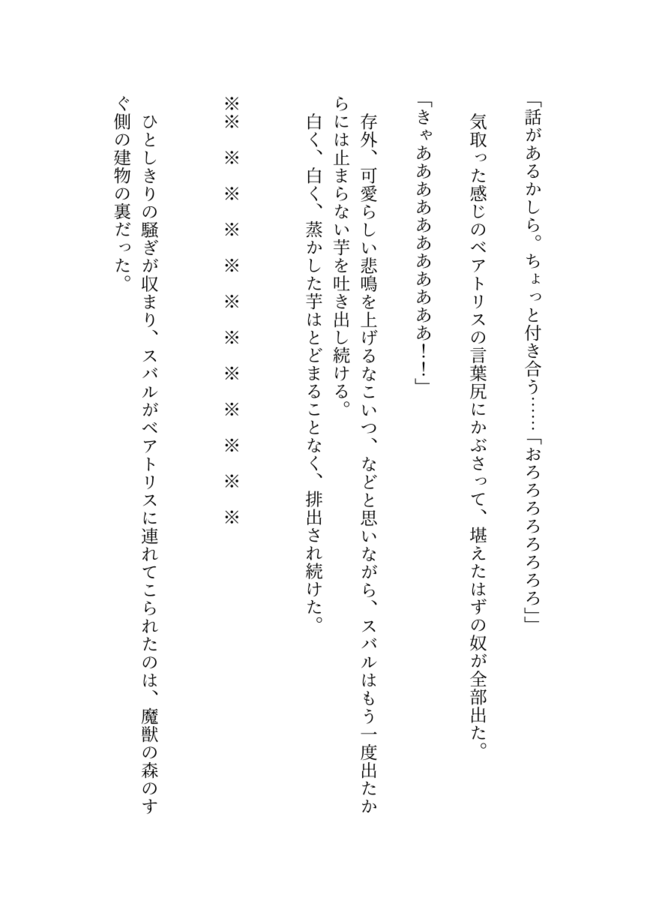 「話があるかしら。ちょっと付き合う……「おろろろろろろろろ」」
気取った感じのベアトリスの言葉尻にかぶさって、堪えたはずの奴が全部出た。
「きゃあああああああああああ！！」
存外、可愛らしい悲鳴を上げるなこいつ、などと思いながら、スバルはもう一度出たか
らには止まらない芋を吐き出し続ける。
白く、白く、蒸かした芋はとどまることなく、排出され続けた。
※※　※　※　※　※　※　※　※　※　※　※　※
ひとしきりの騒ぎが収まり、スバルがベアトリスに連れてこられたのは、魔獣の森のす
ぐ側の建物の裏だった。